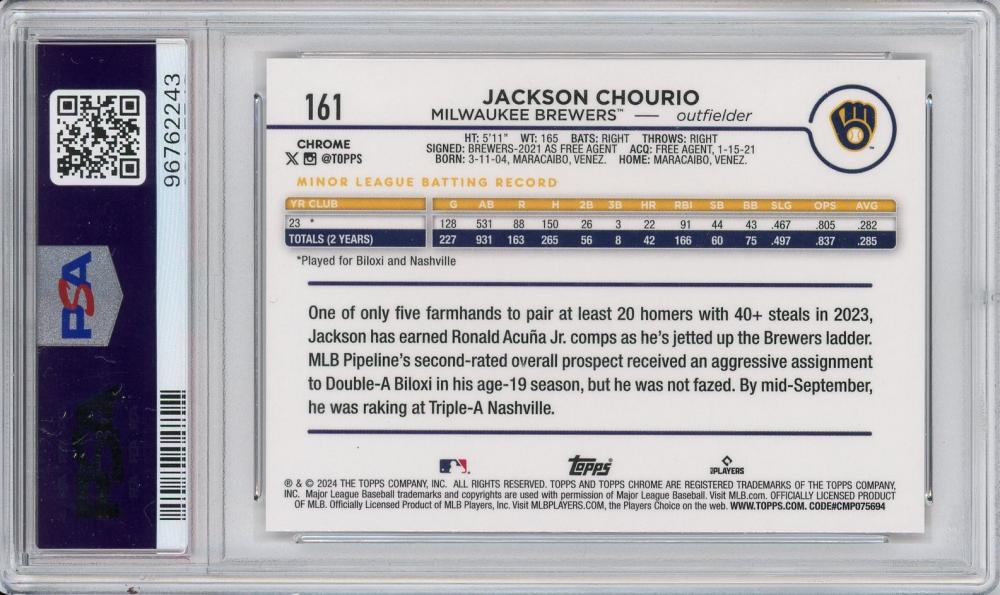 96762243
PSA
PSA
161
JACKSON CHOURIO
MILWAUKEE BREWERS™ — outfielder
CHROME
@TOPPS
HT: 5'11" WT: 165 BATS: RIGHT THROWS: RIGHT
SIGNED: BREWERS-2021 AS FREE AGENT ACQ: FREE AGENT, 1-15-21
BORN: 3-11-04, MARACAIBO, VENEZ. HOME: MARACAIBO, VENEZ.
MINOR LEAGUE BATTING RECORD
YR CLUB G AB R H 2B 3B HR RBI SB BB SLG OPS AVG
23 * 128 531 88 150 26 3 22 91 44 43 .467 .805 .282
TOTALS (2 YEARS) 227 931 163 265 56 8 42 166 60 75 .497 .837 .285
*Played for Biloxi and Nashville
One of only five farmhands to pair at least 20 homers with 40+ steals in 2023,
Jackson has earned Ronald Acuña Jr. comps as he's jetted up the Brewers ladder.
MLB Pipeline's second-rated overall prospect received an aggressive assignment
to Double-A Biloxi in his age-19 season, but he was not fazed. By mid-September,
he was raking at Triple-A Nashville.
Topps
PLAYERS
® & © 2024 THE TOPPS COMPANY, INC. ALL RIGHTS RESERVED. TOPPS AND TOPPS CHROME ARE REGISTERED TRADEMARKS OF THE TOPPS COMPANY,
INC. Major League Baseball trademarks and copyrights are used with permission of Major League Baseball. Visit MLB.com. OFFICIALLY LICENSED PRODUCT
OF MLB. Officially Licensed Product of MLB Players, Inc. Visit MLBPLAYERS.COM, the Players Choice on the web. WWW.TOPPS.COM. CODE#CMP075694